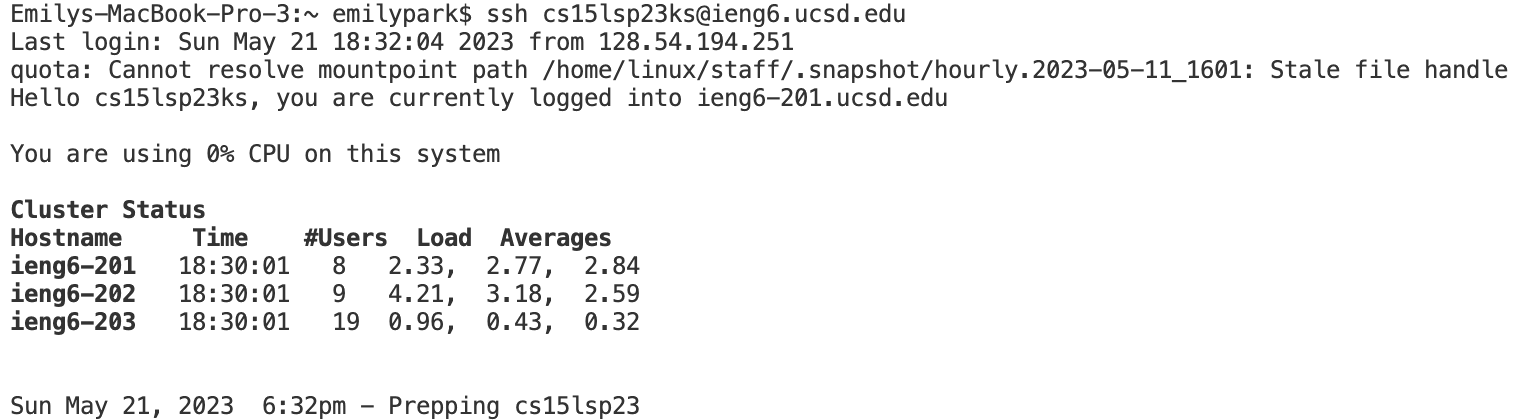 Emilys-MacBook-Pro-3:~ emilypark$ ssh cs15lsp23ks@ieng6.ucsd.edu
Last login: Sun May 21 18:32:04 2023 from 128.54.194.251
quota: Cannot resolve mountpoint path /home/linux/staff/.snapshot/hourly.2023-05-11_1601: Stale file handle
Hello cs15lsp23ks, you are currently logged into ieng6-201.ucsd.edu
You are using 0% CPU on this system
Cluster Status
Hostname     Time    #Users  Load  Averages
ieng6-201   18:30:01   8   2.33,  2.77,  2.84
ieng6-202   18:30:01   9   4.21,  3.18,  2.59
ieng6-203   18:30:01   19  0.96,  0.43,  0.32
Sun May 21, 2023  6:32pm - Prepping cs15lsp23